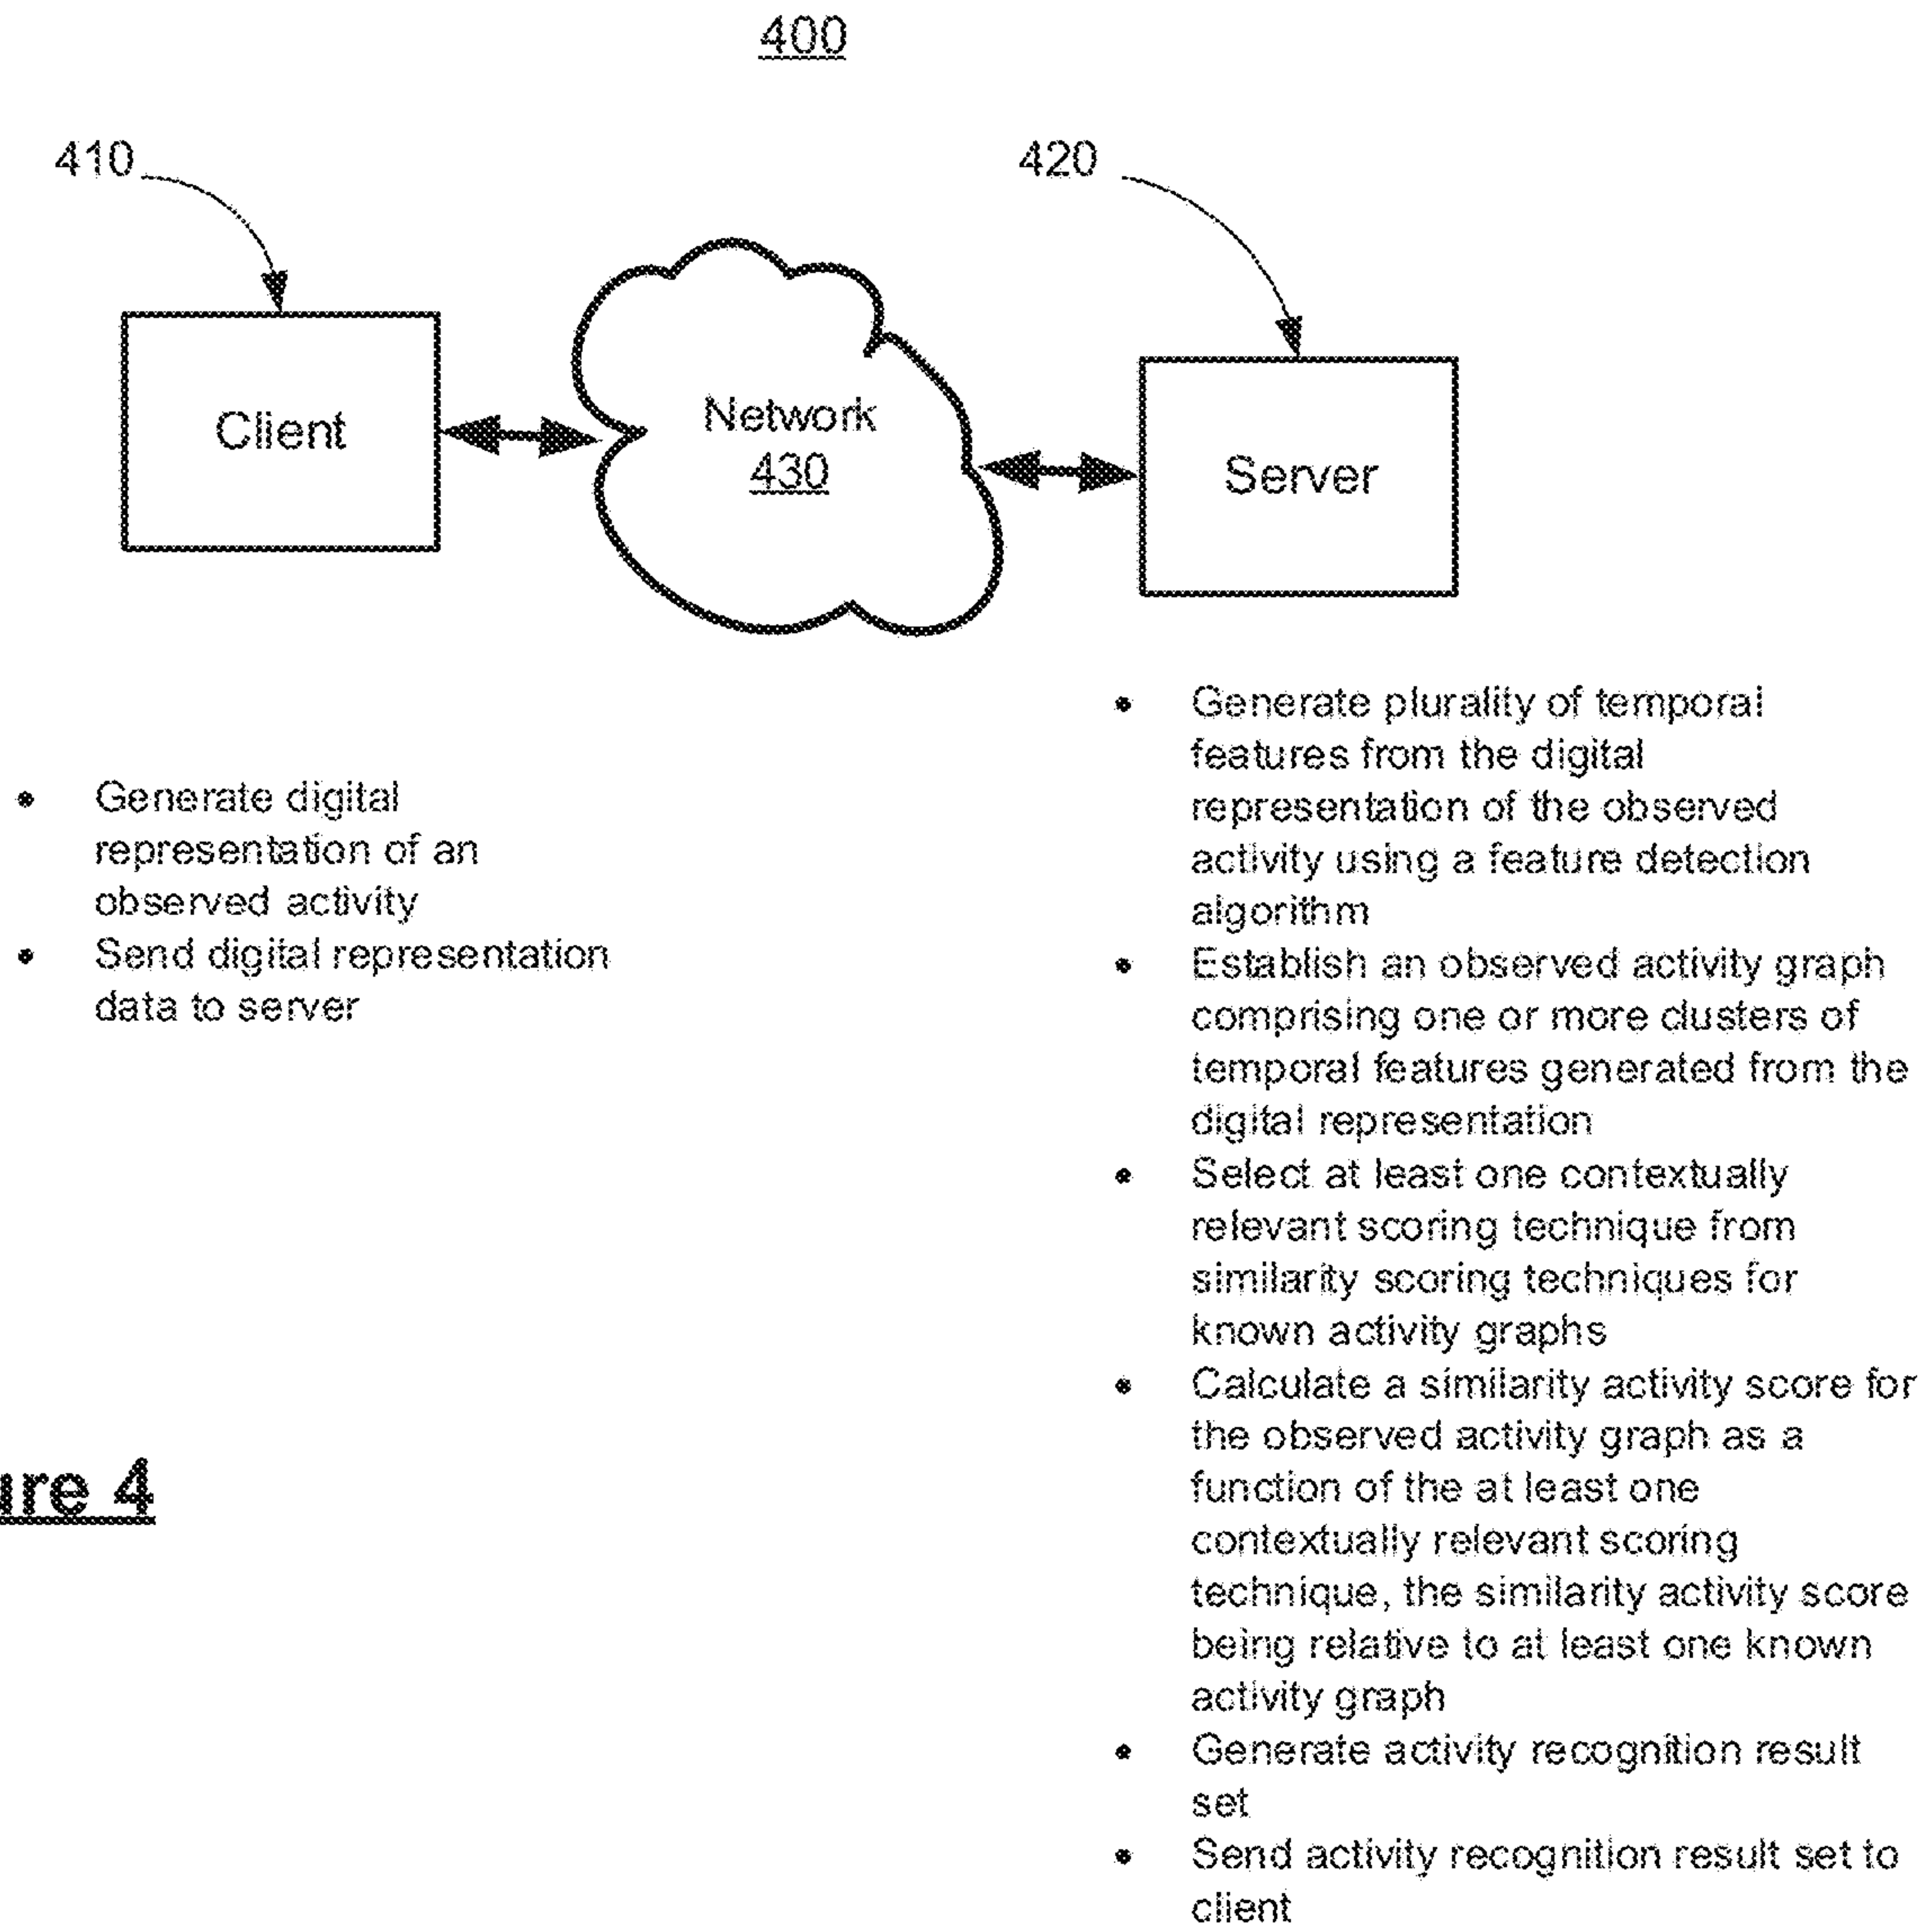 400
410
420
Client
Network
430
Server
• Generate digital
representation of an
observed activity
• Send digital representation
data to server
• Generate plurality of temporal
features from the digital
representation of the observed
activity using a feature detection
algorithm
• Establish an observed activity graph
comprising one or more clusters of
temporal features generated from the
digital representation
• Select at least one contextually
relevant scoring technique from
similarity scoring techniques for
known activity graphs
• Calculate a similarity activity score for
the observed activity graph as a
function of the at least one
contextually relevant scoring
technique, the similarity activity score
being relative to at least one known
activity graph
• Generate activity recognition result
set
• Send activity recognition result set to
client
ure 4